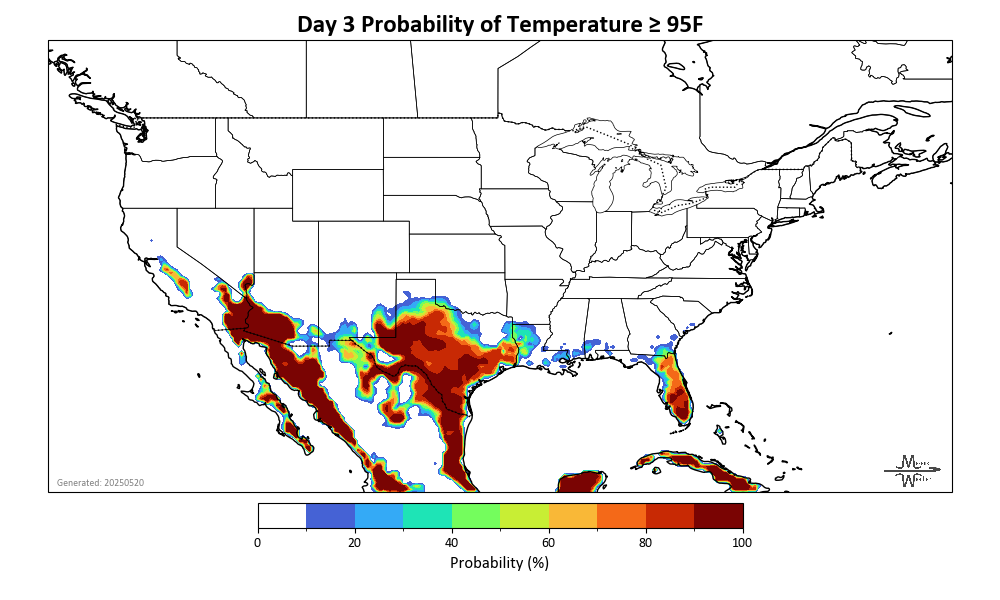 Day 3 Probability of Temperature ≥ 95F
Generated: 20250520
0 20 40 60 80 100
Probability (%)